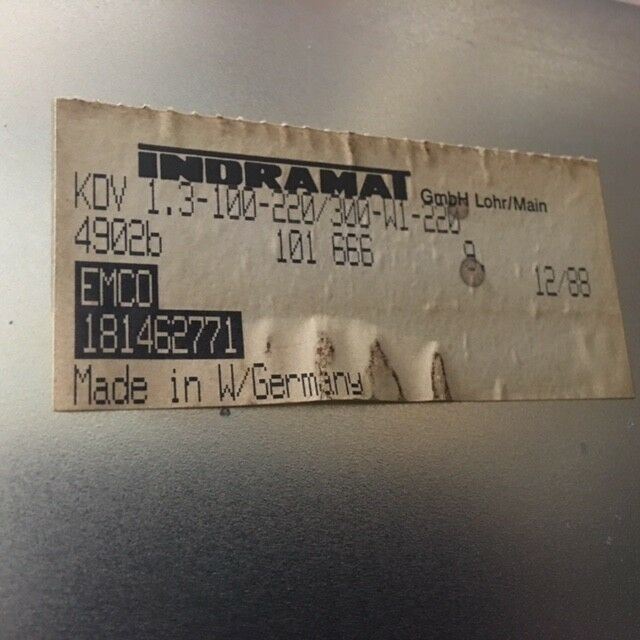 INDRAMAT GmbH Lohr/Main
KDV 1.3-100-220/300-W1-220
4902b 101 666 12/88
EMCO
181462771
Made in W/Germany